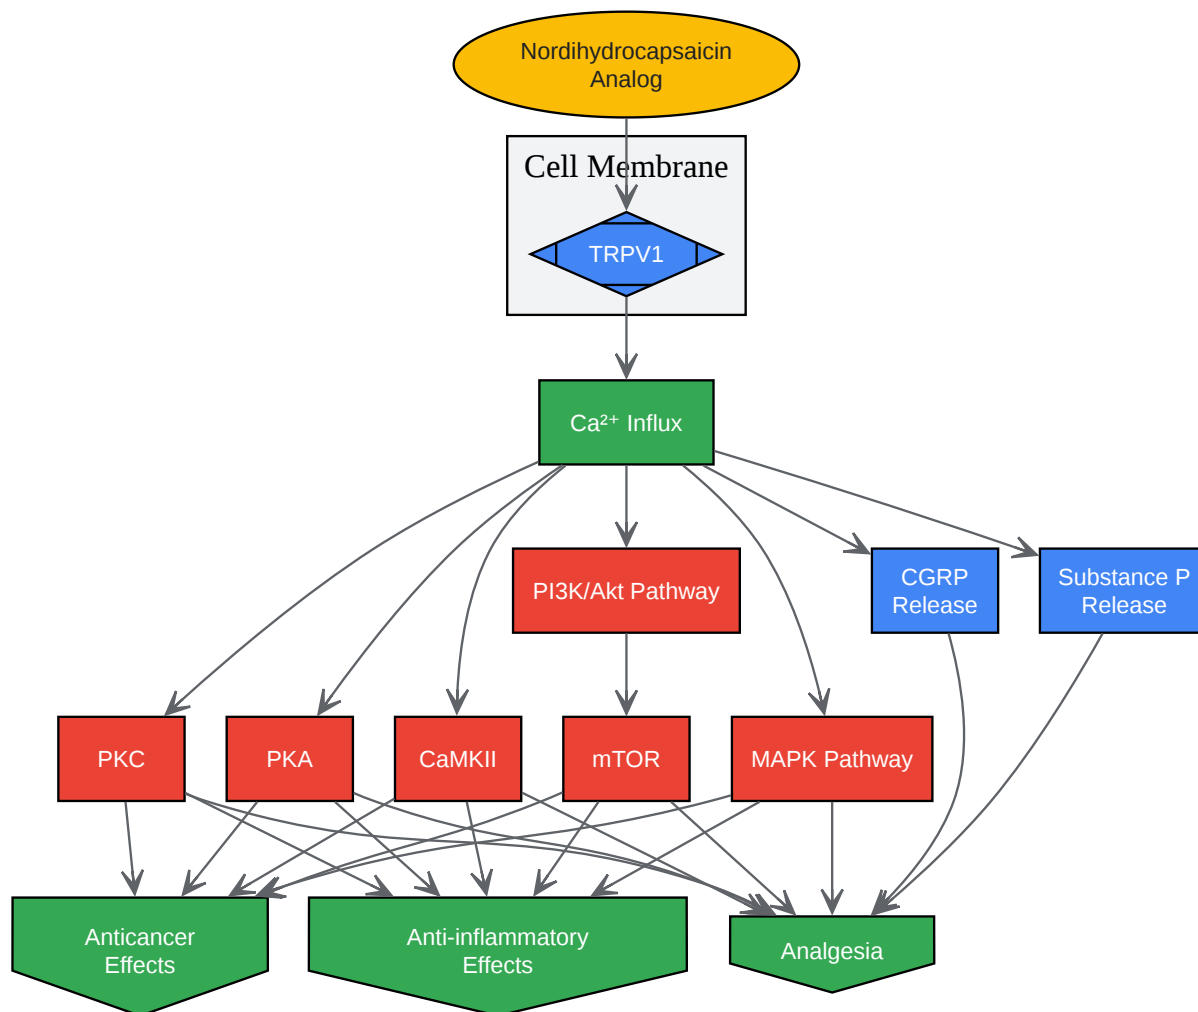 Nordihydrocapsaicin
Analog
Cell Membrane
TRPV1
Ca²⁺ Influx
PI3K/Akt Pathway
CGRP
Release
Substance P
Release
PKC
PKA
CaMKII
mTOR
MAPK Pathway
Anticancer
Effects
Anti-inflammatory
Effects
Analgesia